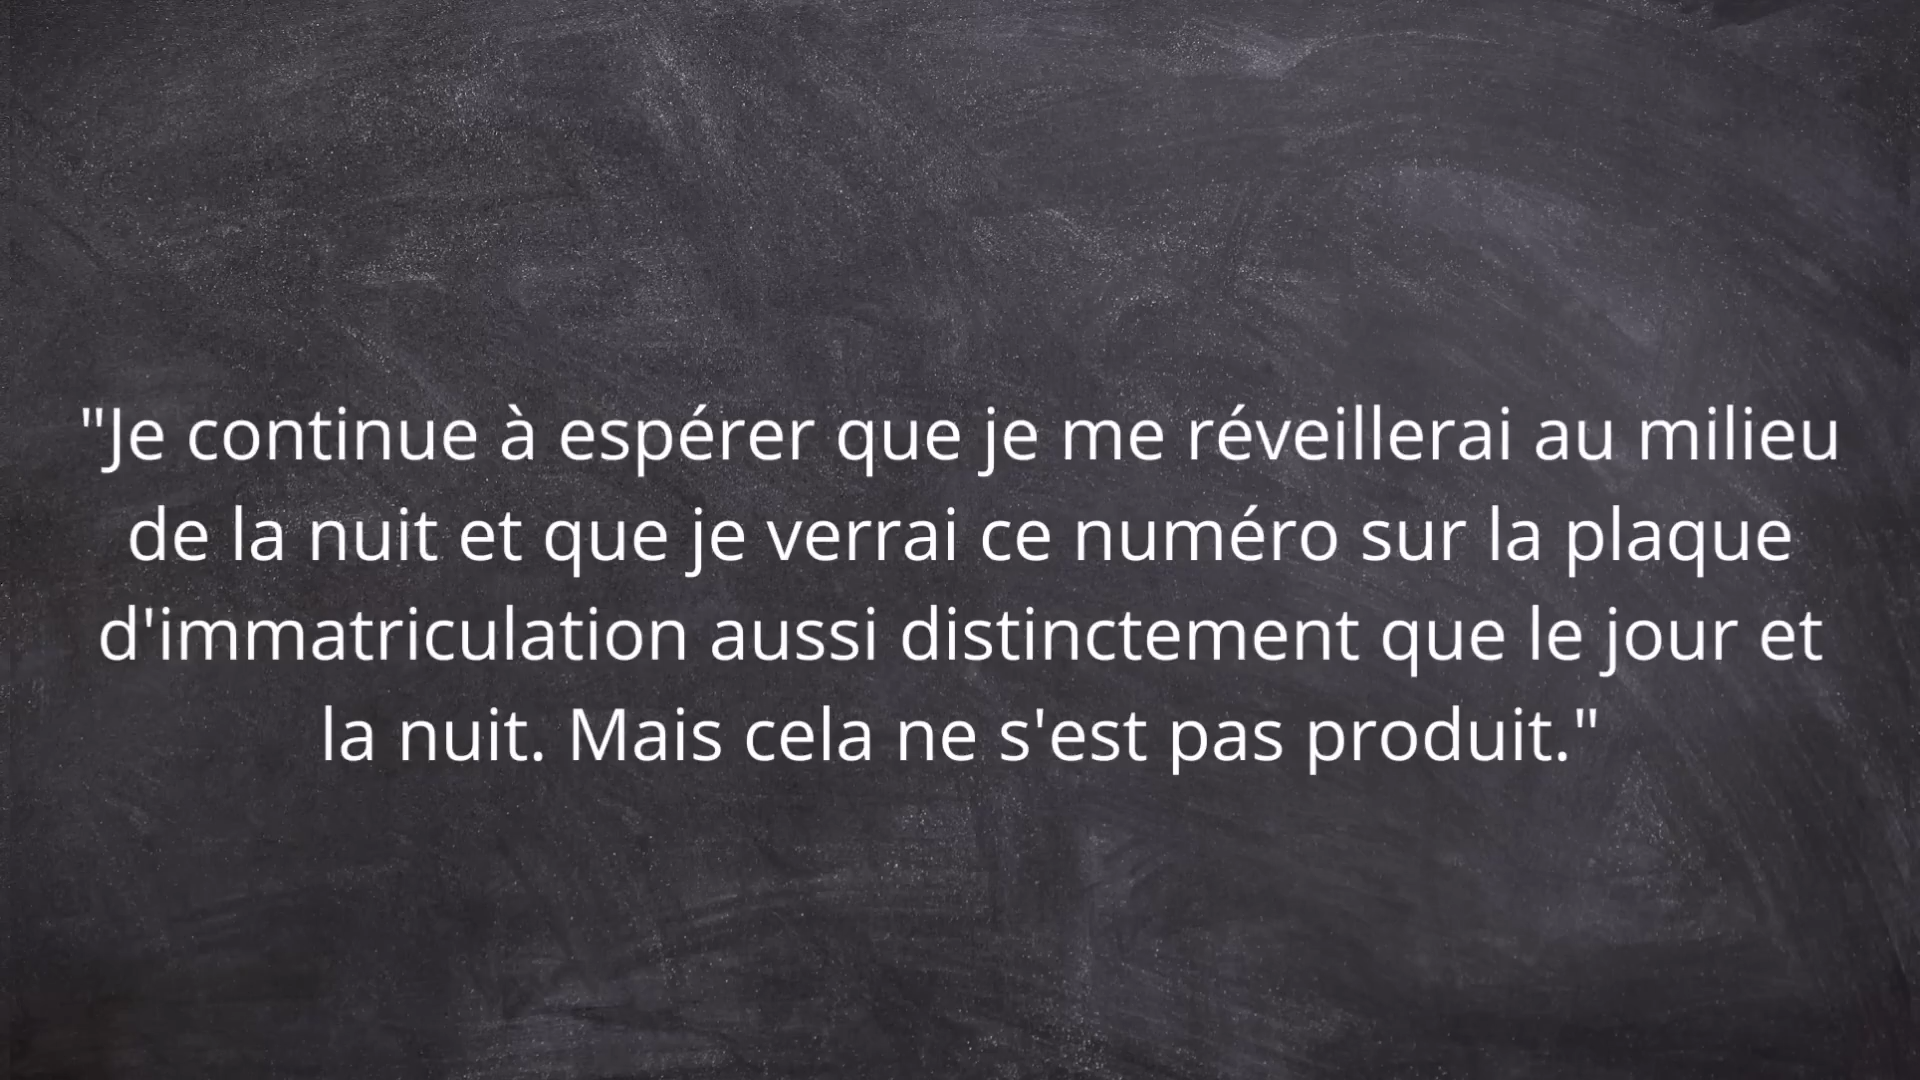 "Je continue à espérer que je me réveillerai au milieu
de la nuit et que je verrai ce numéro sur la plaque
d'immatriculation aussi distinctement que le jour et
la nuit. Mais cela ne s'est pas produit."